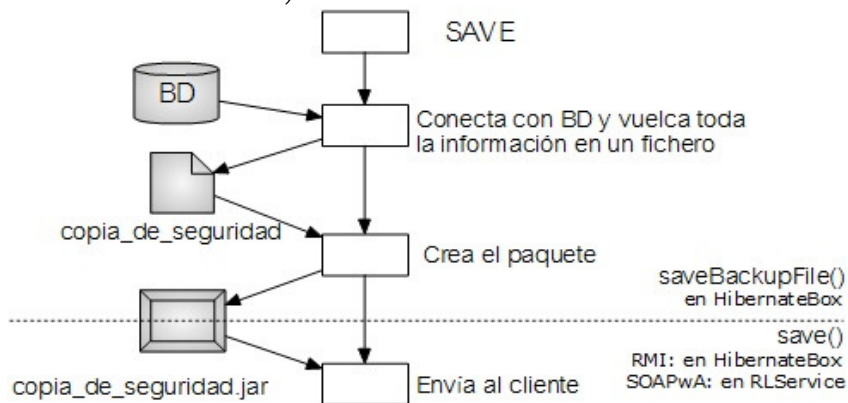 SAVE
BD
Conecta con BD y vuelca toda
la información en un fichero
copia_de_seguridad
Crea el paquete
saveBackupFile()
en HibernateBox
save()
RMI: en HibernateBox
SOAPwA: en RLService
copia_de_seguridad.jar
Envía al cliente